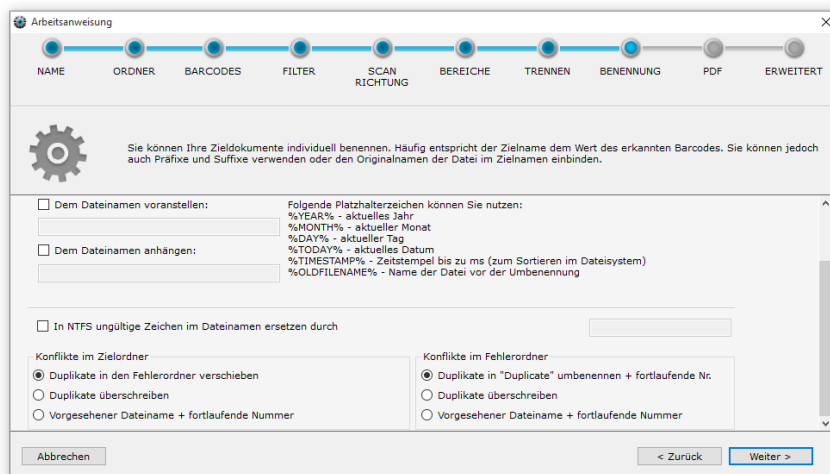 Arbeitsanweisung
NAME
ORDNER
BARCODES
FILTER
SCAN
RICHTUNG
BEREICHE
TRENNEN
BENENNUNG
PDF
ERWEITERT
Sie können Ihre Zieldokumente individuell benennen. Häufig entspricht der Zielname dem Wert des erkannten Barcodes. Sie können jedoch
auch Präfixe und Suffixe verwenden oder den Originalnamen der Datei im Zielnamen einbinden.
Dem Dateinamen voranstellen:
Dem Dateinamen anhängen:
Folgende Platzhalterzeichen können Sie nutzen:
%YEAR% - aktuelles Jahr
%MONTH% - aktueller Monat
%DAY% - aktueller Tag
%TODAY% - aktuelles Datum
%TIMESTAMP% - Zeitstempel bis zu ms (zum Sortieren im Dateisystem)
%OLDFILENAME% - Name der Datei vor der Umbenennung
In NTFS ungültige Zeichen im Dateinamen ersetzen durch
Konflikte im Zielordner
Duplikate in den Fehlerordner verschieben
Duplikate überschreiben
Vorgesehener Dateiname + fortlaufende Nummer
Konflikte im Fehlerordner
Duplikate in "Duplicate" umbenennen + fortlaufende Nr.
Duplikate überschreiben
Vorgesehener Dateiname + fortlaufende Nummer
Abbrechen
< Zurück
Weiter >